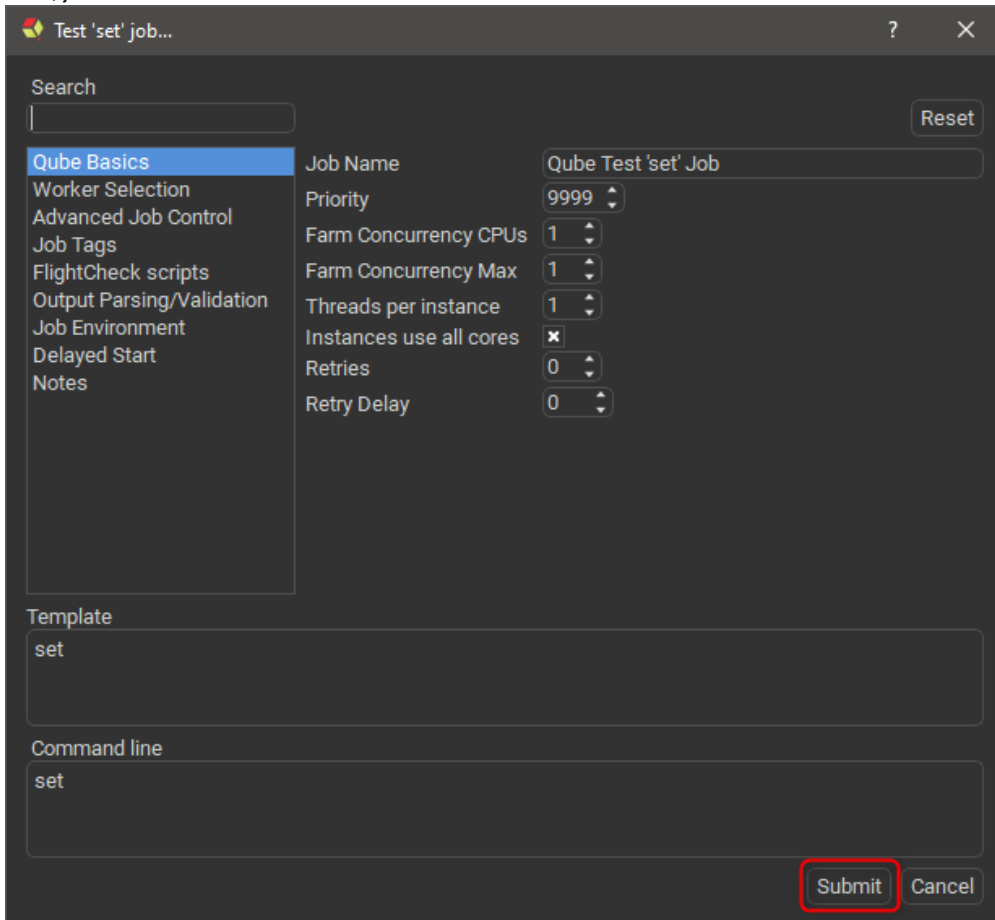 Test 'set' job...
?
Search
Reset
Qube Basics
Worker Selection
Advanced Job Control
Job Tags
FlightCheck scripts
Output Parsing/Validation
Job Environment
Delayed Start
Notes
Job Name Qube Test 'set' Job
Priority 9999
Farm Concurrency CPUs 1
Farm Concurrency Max 1
Threads per instance 1
Instances use all cores
Retries 0
Retry Delay 0
Template
set
Command line
set
Submit Cancel